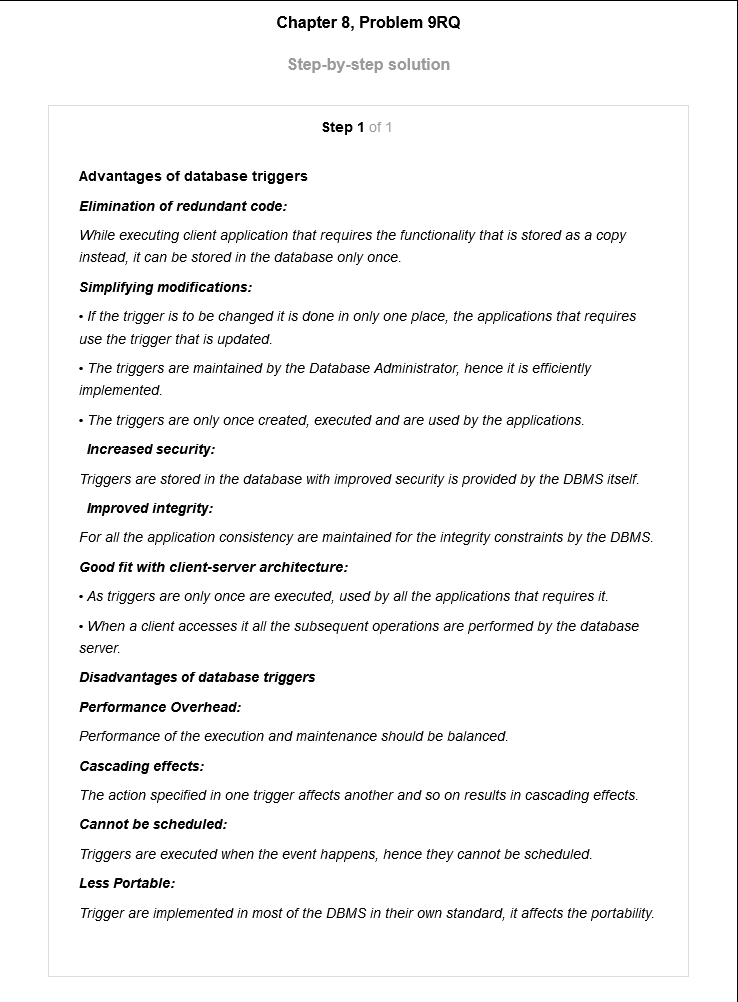 Chapter 8, Problem 9RQ
Step-by-step solution
Step 1 of 1
Advantages of database triggers
Elimination of redundant code:
While executing client application that requires the functionality that is stored as a copy
instead, it can be stored in the database only once.
Simplifying modifications:
• If the trigger is to be changed it is done in only one place, the applications that requires
use the trigger that is updated.
• The triggers are maintained by the Database Administrator, hence it is efficiently
implemented.
• The triggers are only once created, executed and are used by the applications.
Increased security:
Triggers are stored in the database with improved security is provided by the DBMS itself.
Improved integrity:
For all the application consistency are maintained for the integrity constraints by the DBMS.
Good fit with client-server architecture:
• As triggers are only once are executed, used by all the applications that requires it.
• When a client accesses it all the subsequent operations are performed by the database
server.
Disadvantages of database triggers
Performance Overhead:
Performance of the execution and maintenance should be balanced.
Cascading effects:
The action specified in one trigger affects another and so on results in cascading effects.
Cannot be scheduled:
Triggers are executed when the event happens, hence they cannot be scheduled.
Less Portable:
Trigger are implemented in most of the DBMS in their own standard, it affects the portability.